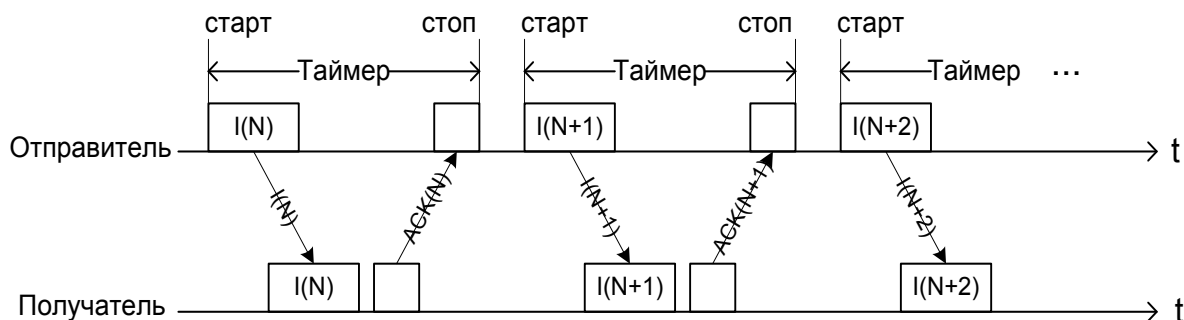 старт стоп старт стоп старт
Таймер Таймер Таймер ...
I(N) I(N+1) I(N+2)
Отправитель t
I(N) ACK(N) I(N+1) ACK(N+1) I(N+2)
I(N) I(N+1) I(N+2)
Получатель t